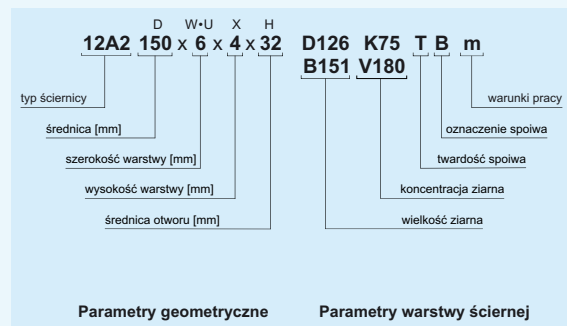 D W•U X H
12A2 150 x 6 x 4 x 32 D126 K75 T B m
B151 V180
typ ściernicy warunki pracy
średnica [mm] oznaczenie spoiwa
szerokość warstwy [mm] twardość spoiwa
wysokość warstwy [mm] koncentracja ziarna
średnica otworu [mm] wielkość ziarna
Parametry geometryczne Parametry warstwy ściernej